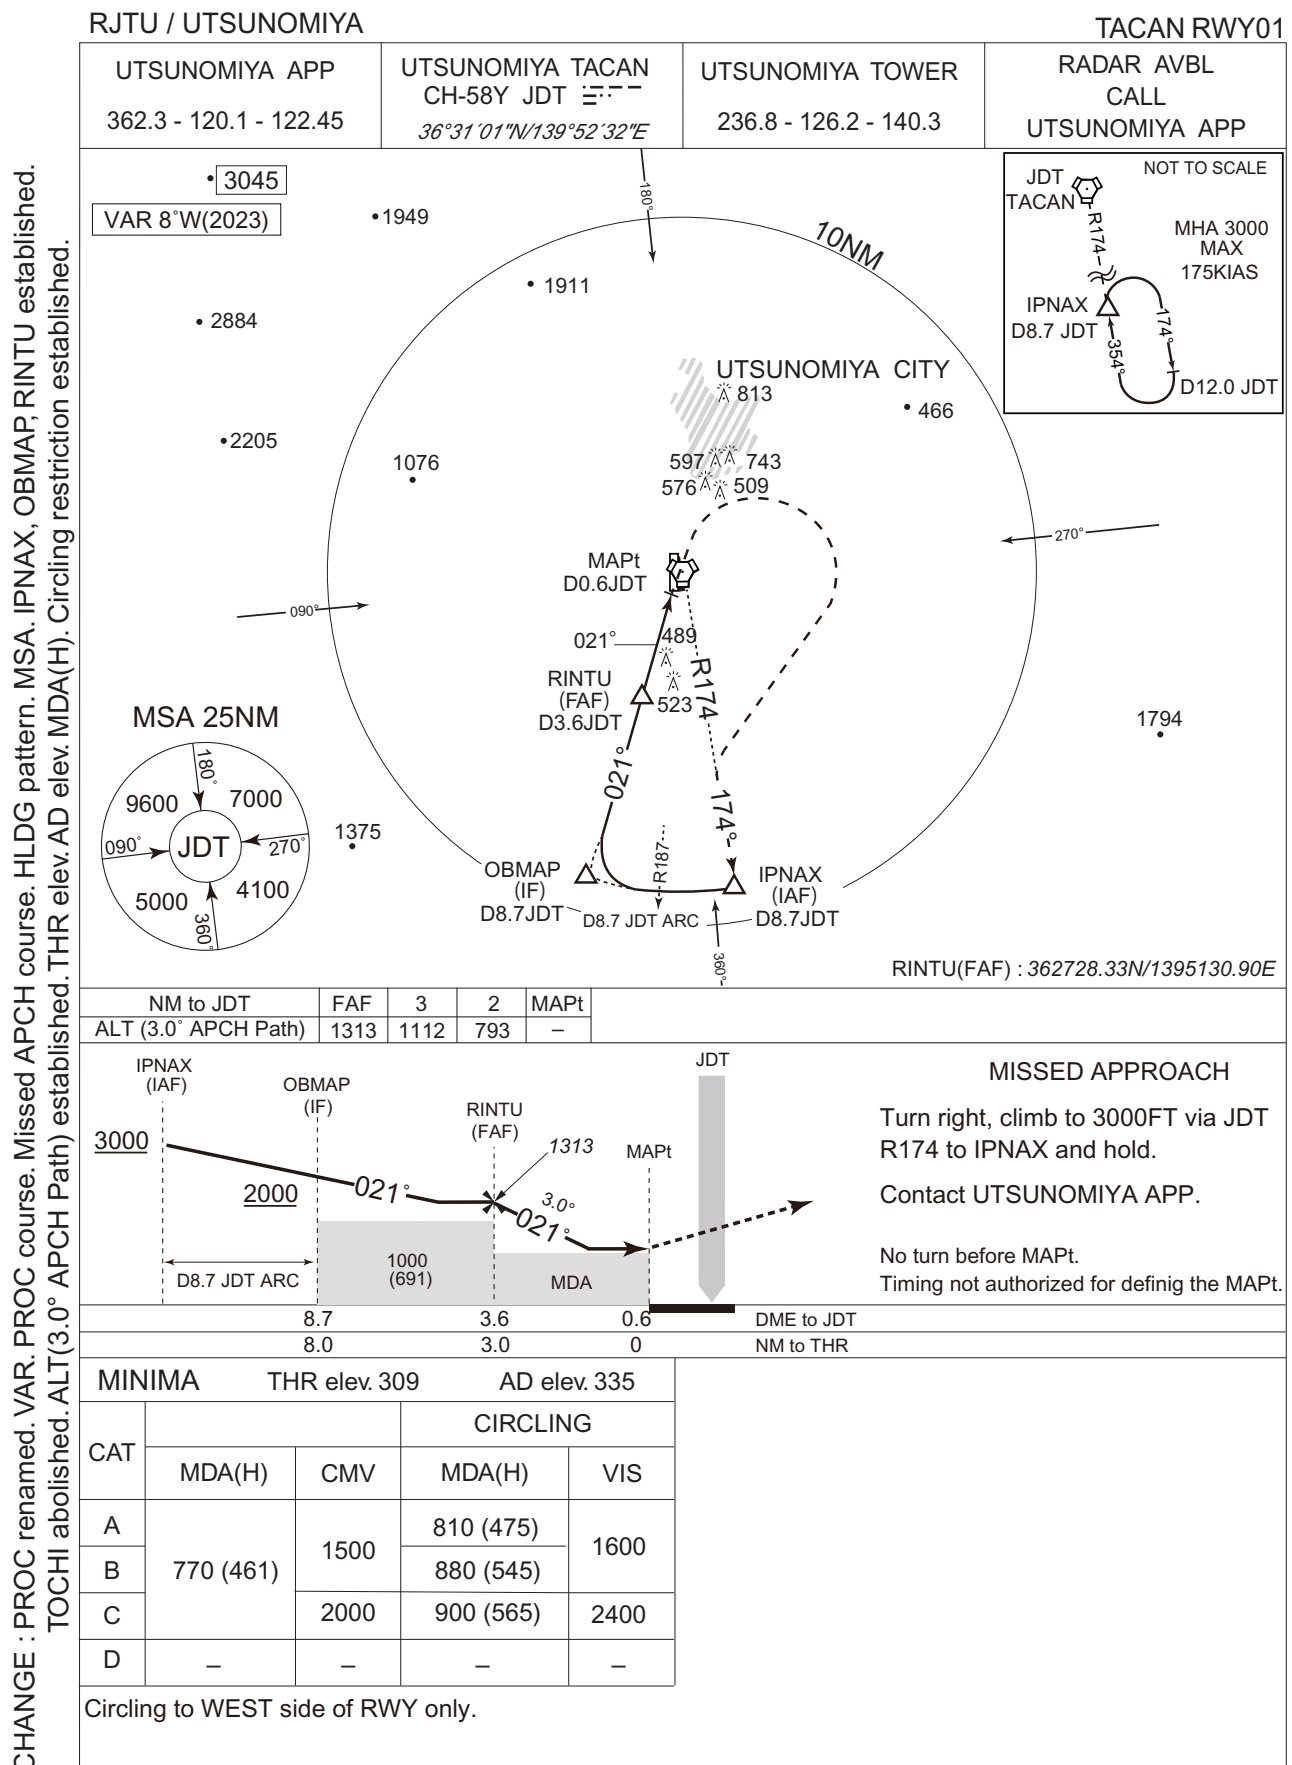 RJTU / UTSUNOMIYA
TACAN RWY01
UTSUNOMIYA APP
362.3 - 120.1 - 122.45
UTSUNOMIYA TACAN
CH-58Y JDT
36°31´01"N/139°52´32"E
UTSUNOMIYA TOWER
236.8 - 126.2 - 140.3
RADAR AVBL
CALL
UTSUNOMIYA APP
3045
VAR 8°W(2023)
1949
180°
10NM
1911
2884
2205
1076
UTSUNOMIYA CITY
813
466
597
743
576
509
NOT TO SCALE
JDT
TACAN
R174
MHA 3000
MAX
175KIAS
IPNAX
D8.7 JDT
174°
354°
D12.0 JDT
270°
090°
MAPt
D0.6JDT
021°
489
RINTU
(FAF)
D3.6JDT
523
R174
021°
174°
1794
MSA 25NM
180°
9600
7000
090°
JDT
270°
5000
4100
360°
1375
OBMAP
(IF)
D8.7JDT
R187
D8.7 JDT ARC
IPNAX
(IAF)
D8.7JDT
360°
RINTU(FAF) : 362728.33N/1395130.90E
NM to JDT FAF 3 2 MAPt
ALT (3.0° APCH Path) 1313 1112 793 –
IPNAX
(IAF)
OBMAP
(IF)
RINTU
(FAF)
1313
MAPt
JDT
3000
2000
021°
3.0°
021°
D8.7 JDT ARC
1000
(691)
MDA
8.7 3.6 0.6 DME to JDT
8.0 3.0 0 NM to THR
MISSED APPROACH
Turn right, climb to 3000FT via JDT
R174 to IPNAX and hold.
Contact UTSUNOMIYA APP.
No turn before MAPt.
Timing not authorized for definig the MAPt.
MINIMA THR elev. 309 AD elev. 335
CAT
CIRCLING
MDA(H) CMV MDA(H) VIS
A 770 (461) 1500 810 (475) 1600
B 880 (545)
C 2000 900 (565) 2400
D – – – –
Circling to WEST side of RWY only.
CHANGE : PROC renamed. VAR. PROC course. Missed APCH course. HLDG pattern. MSA. IPNAX, OBMAP, RINTU established.
TOCHI abolished. ALT(3.0° APCH Path) established. THR elev. AD elev. MDA(H). Circling restriction established.